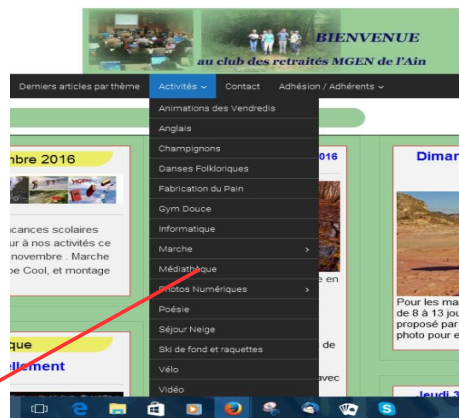 BIENVENUE
au club des retraités MGEN de l'Ain
Derniers articles par thème Activités Contact Adhésion / Adhérents
Animations des Vendredis
Anglais
Champignons
Danses Folkloriques
Fabrication du Pain
Gym Douce
Informatique
Marche
Médiathèque
Photos Numériques
Poésie
Séjour Neige
Ski de fond et raquettes
Vélo
Vidéo
mbre 2016
acances scolaires
ur à nos activités ce
novembre . Marche
e Cool, et montage
que
ellement
016
e en
de
avec
Diman
Pour les ma
de 8 à 13 jou
proposé par
photo pour e
Jeudi 3